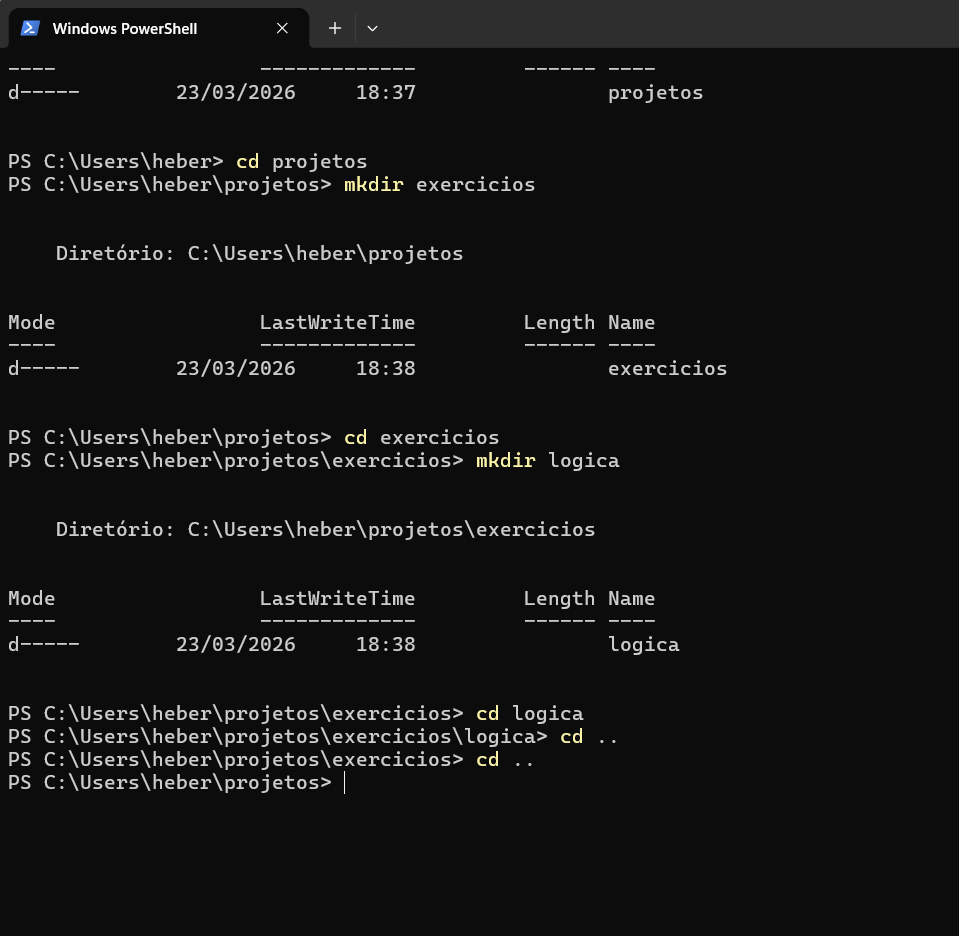 Windows PowerShell
----                 -------------         ------ ----
d-----        23/03/2026     18:37                projetos
PS C:\Users\heber> cd projetos
PS C:\Users\heber\projetos> mkdir exercicios
    Diretório: C:\Users\heber\projetos
Mode                 LastWriteTime         Length Name
----                 -------------         ------ ----
d-----        23/03/2026     18:38                exercicios
PS C:\Users\heber\projetos> cd exercicios
PS C:\Users\heber\projetos\exercicios> mkdir logica
    Diretório: C:\Users\heber\projetos\exercicios
Mode                 LastWriteTime         Length Name
----                 -------------         ------ ----
d-----        23/03/2026     18:38                logica
PS C:\Users\heber\projetos\exercicios> cd logica
PS C:\Users\heber\projetos\exercicios\logica> cd ..
PS C:\Users\heber\projetos\exercicios> cd ..
PS C:\Users\heber\projetos>